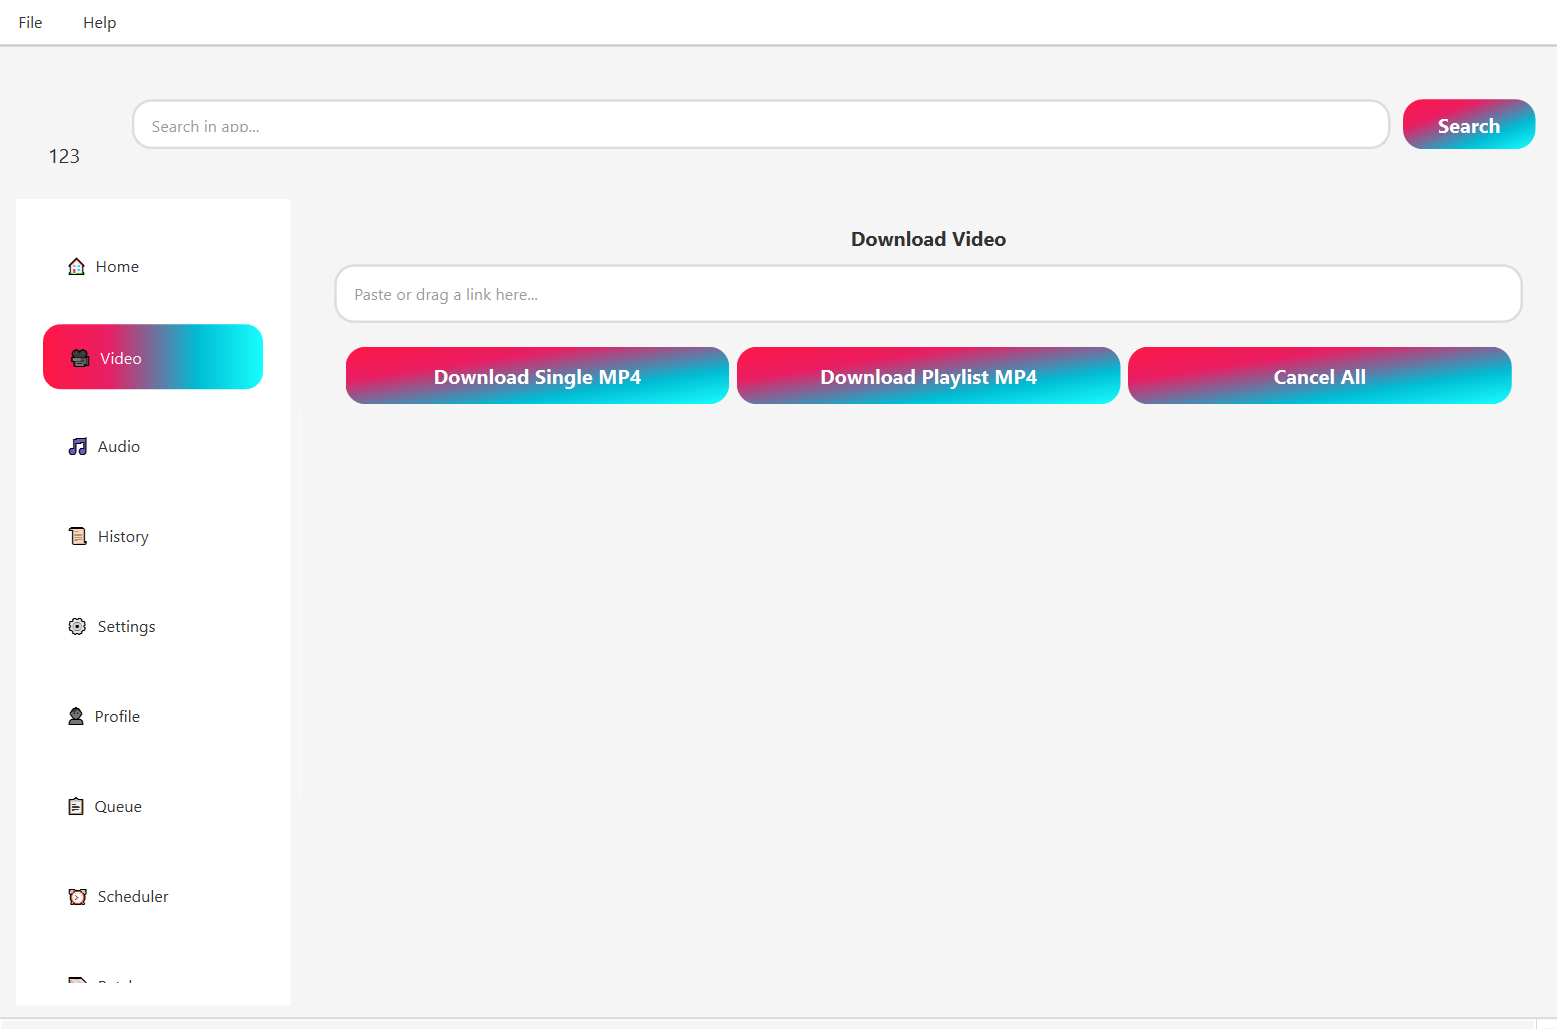 File Help
Search in app...
Search
123
Download Video
Paste or drag a link here...
Download Single MP4 Download Playlist MP4 Cancel All
Home
Video
Audio
History
Settings
Profile
Queue
Scheduler